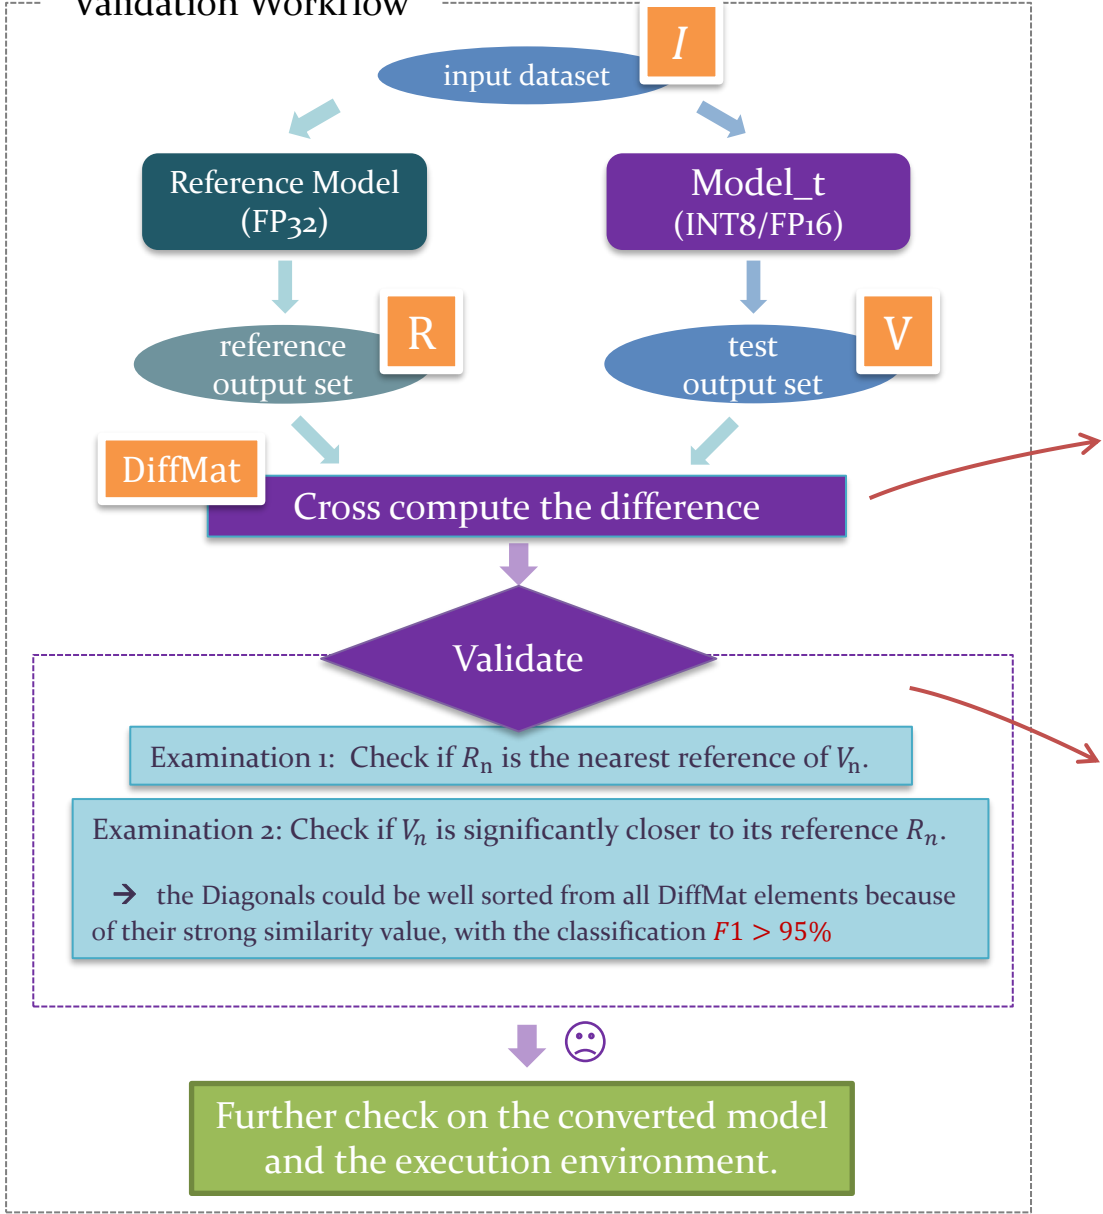 Validation Workflow
I
input dataset
Reference Model
(FP32)
Model_t
(INT8/FP16)
R
reference
output set
V
test
output set
DiffMat
Cross compute the difference
Validate
Examination 1: Check if Rn is the nearest reference of Vn.
Examination 2: Check if Vn is significantly closer to its reference Rn.
→ the Diagonals could be well sorted from all DiffMat elements because
of their strong similarity value, with the classification F1 > 95%
Further check on the converted model
and the execution environment.